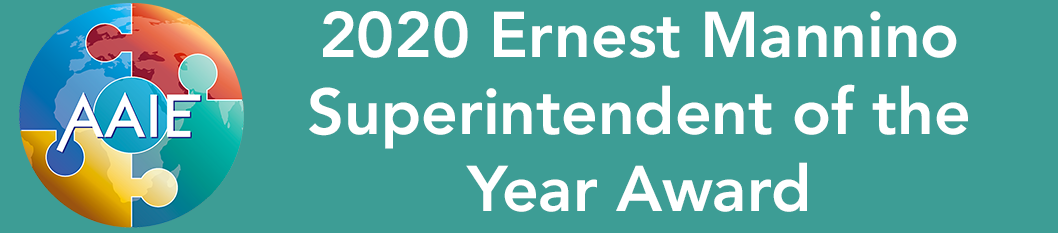 AAIE
2020 Ernest Mannino
Superintendent of the
Year Award